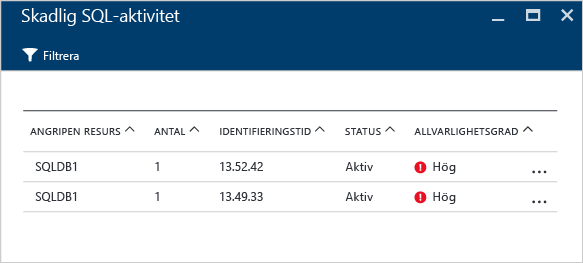 Skadlig SQL-aktivitet
Filtrera
ANGRIPEN RESURS ANTAL IDENTIFIERINGSTID STATUS ALLVARLIGHETSGRAD
SQLDB1 1 13.52.42 Aktiv Hög ...
SQLDB1 1 13.49.33 Aktiv Hög ...